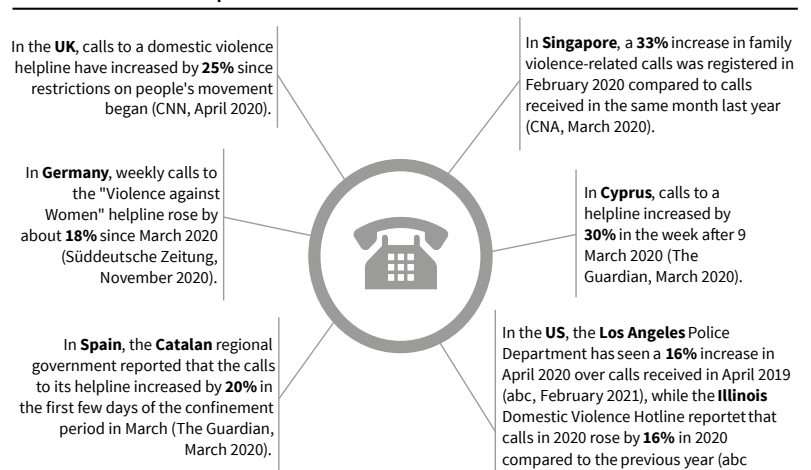 In the UK, calls to a domestic violence
helpline have increased by 25% since
restrictions on people's movement
began (CNN, April 2020).
In Singapore, a 33% increase in family
violence-related calls was registered in
February 2020 compared to calls
received in the same month last year
(CNA, March 2020).
In Germany, weekly calls to
the "Violence against
Women" helpline rose by
about 18% since March 2020
(Süddeutsche Zeitung,
November 2020).
In Cyprus, calls to a
helpline increased by
30% in the week after 9
March 2020 (The
Guardian, March 2020).
In Spain, the Catalan regional
government reported that the calls
to its helpline increased by 20% in
the first few days of the confinement
period in March (The Guardian,
March 2020).
In the US, the Los Angeles Police
Department has seen a 16% increase in
April 2020 over calls received in April 2019
(abc, February 2021), while the Illinois
Domestic Violence Hotline reportet that
calls in 2020 rose by 16% in 2020
compared to the previous year (abc